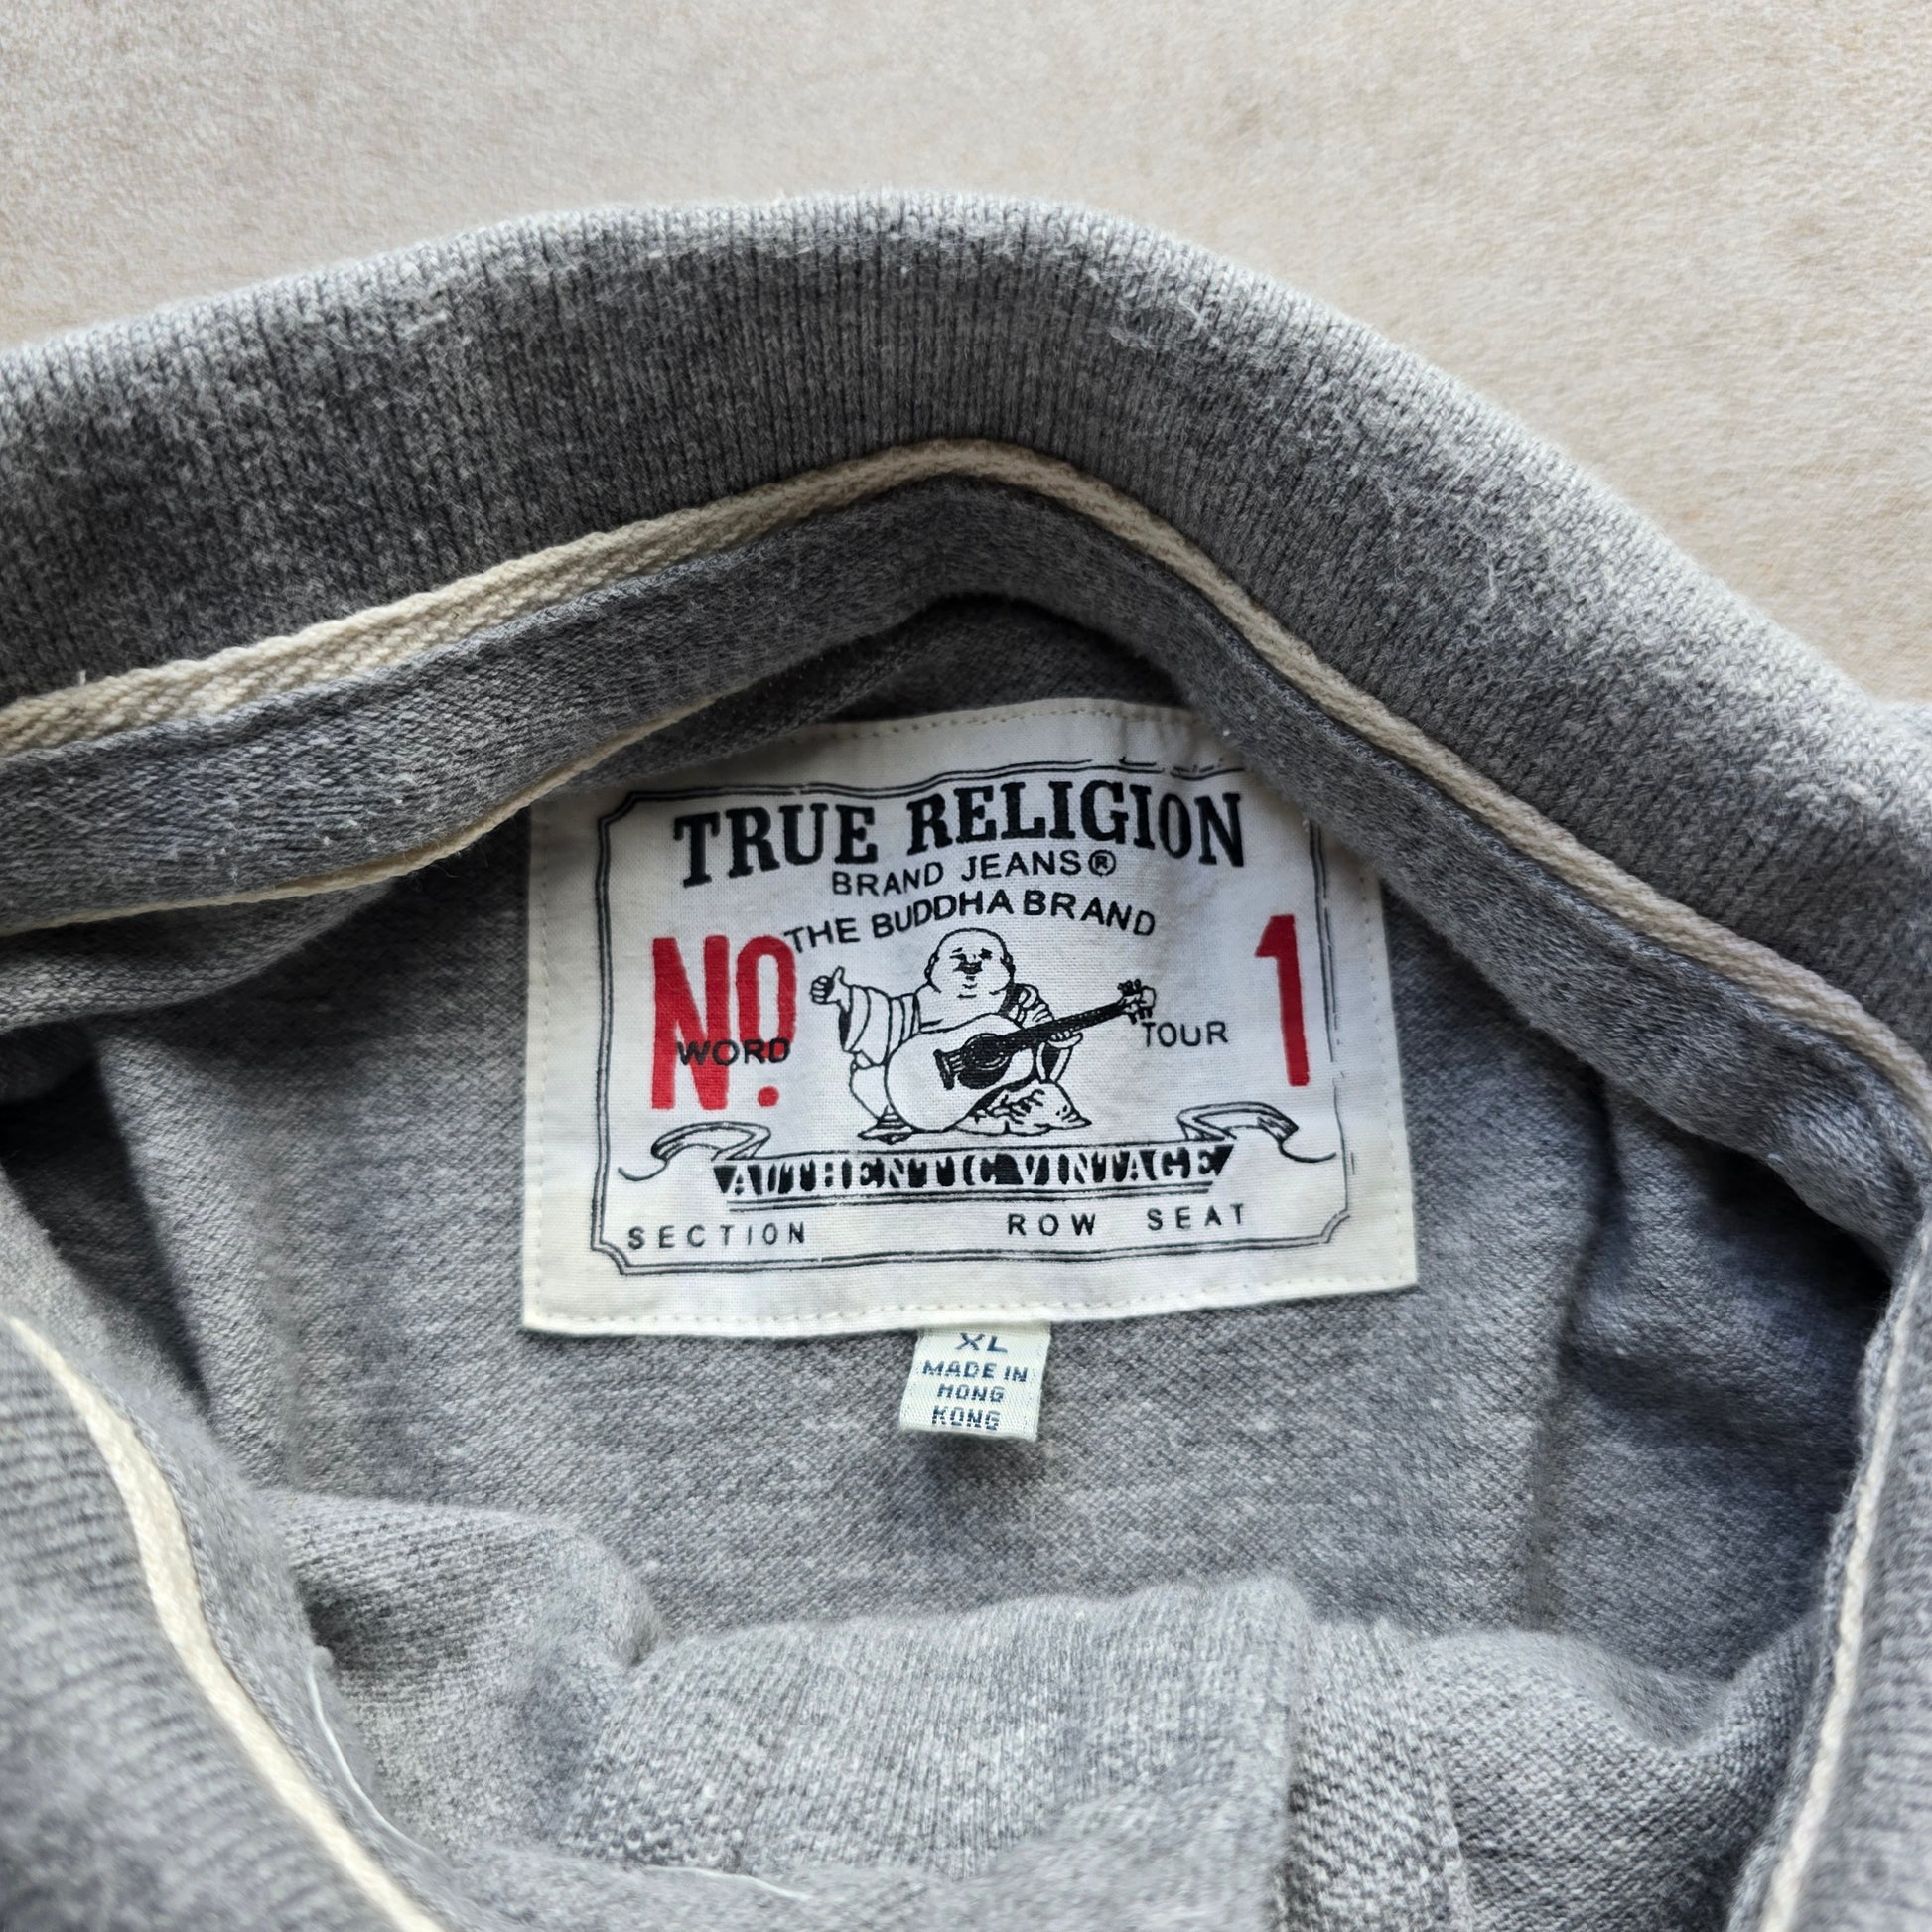 TRUE RELIGION
BRAND JEANS®
THE BUDDHA BRAND
NO. 1
WORD TOUR
AUTHENTIC VINTAGE
SECTION ROW SEAT
XL
MADE IN
HONG
KONG